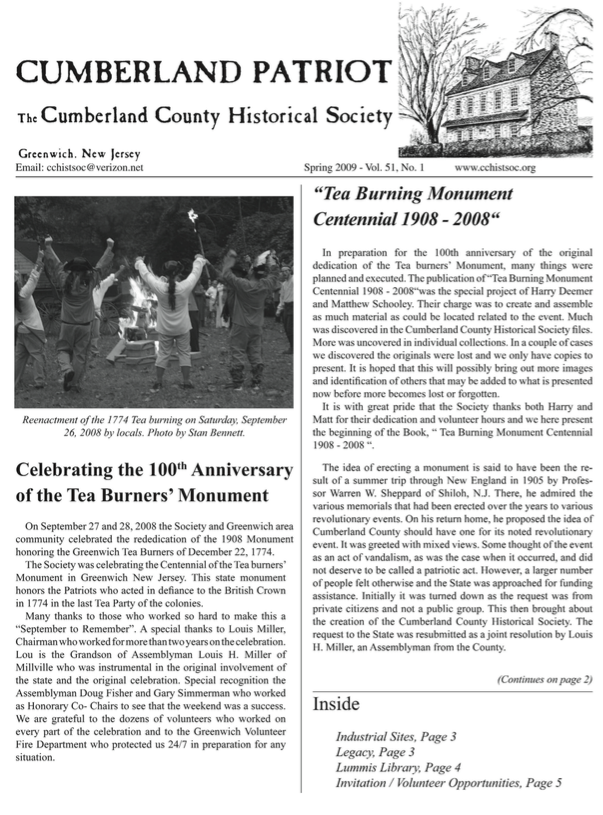 CUMBERLAND PATRIOT
The Cumberland County Historical Society
Greenwich, New Jersey
Email: cchistsoc@verizon.net
Spring 2009 - Vol. 51, No. 1
www.cchistsoc.org
Reenactment of the 1774 Tea burning on Saturday, September
26, 2008 by locals. Photo by Stan Bennett.
Celebrating the 100th Anniversary
of the Tea Burners’ Monument
On September 27 and 28, 2008 the Society and Greenwich area
community celebrated the rededication of the 1908 Monument
honoring the Greenwich Tea Burners of December 22, 1774.
The Society was celebrating the Centennial of the Tea burners’
Monument in Greenwich New Jersey. This state monument
honors the Patriots who acted in defiance to the British Crown
in 1774 in the last Tea Party of the colonies.
Many thanks to those who worked so hard to make this a
“September to Remember”. A special thanks to Louis Miller,
Chairman who worked for more than two years on the celebration.
Lou is the Grandson of Assemblyman Louis H. Miller of
Millville who was instrumental in the original involvement of
the state and the original celebration. Special recognition the
Assemblyman Doug Fisher and Gary Simmerman who worked
as Honorary Co- Chairs to see that the weekend was a success.
We are grateful to the dozens of volunteers who worked on
every part of the celebration and to the Greenwich Volunteer
Fire Department who protected us 24/7 in preparation for any
situation.
“Tea Burning Monument
Centennial 1908 - 2008“
In preparation for the 100th anniversary of the original
dedication of the Tea burners’ Monument, many things were
planned and executed. The publication of “Tea Burning Monument
Centennial 1908 - 2008“was the special project of Harry Deemer
and Matthew Schooley. Their charge was to create and assemble
as much material as could be located related to the event. Much
was discovered in the Cumberland County Historical Society files.
More was uncovered in individual collections. In a couple of cases
we discovered the originals were lost and we only have copies to
present. It is hoped that this will possibly bring out more images
and identification of others that may be added to what is presented
now before more becomes lost or forgotten.
It is with great pride that the Society thanks both Harry and
Matt for their dedication and volunteer hours and we here present
the beginning of the Book, “ Tea Burning Monument Centennial
1908 - 2008 “.
The idea of erecting a monument is said to have been the re-
sult of a summer trip through New England in 1905 by Profes-
sor Warren W. Sheppard of Shiloh, N.J. There, he admired the
various memorials that had been erected over the years to various
revolutionary events. On his return home, he proposed the idea of
Cumberland County should have one for its noted revolutionary
event. It was greeted with mixed views. Some thought of the event
as an act of vandalism, as was the case when it occurred, and did
not deserve to be called a patriotic act. However, a larger number
of people felt otherwise and the State was approached for funding
assistance. Initially it was turned down as the request was from
private citizens and not a public group. This then brought about
the creation of the Cumberland County Historical Society. The
request to the State was resubmitted as a joint resolution by Louis
H. Miller, an Assemblyman from the County.
(Continues on page 2)
Inside
Industrial Sites, Page 3
Legacy, Page 3
Lummis Library, Page 4
Invitation / Volunteer Opportunities, Page 5